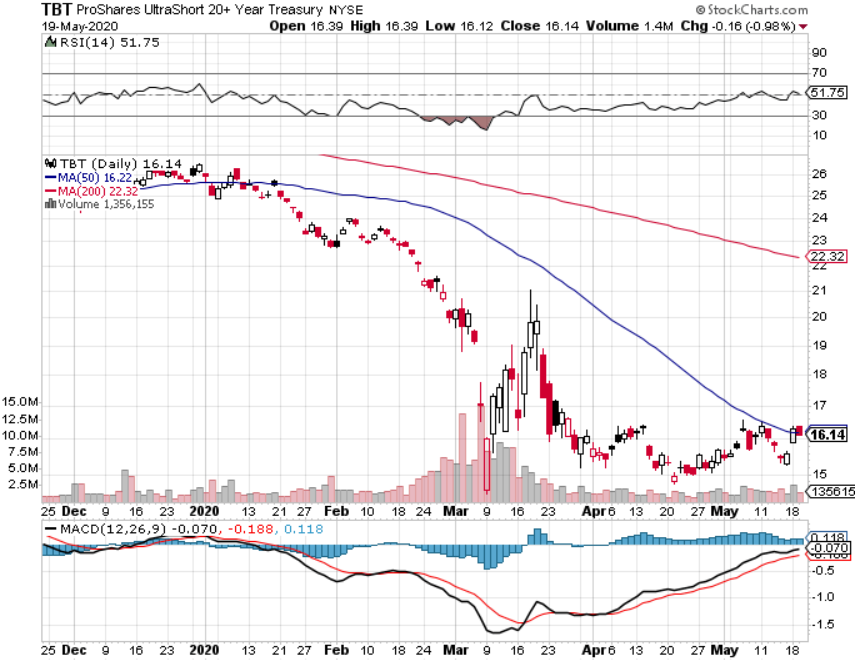 TBT ProShares UltraShort 20+ Year Treasury NYSE © StockCharts.com
19-May-2020 Open 16.39 High 16.39 Low 16.12 Close 16.14 Volume 1.4M Chg -0.16 (-0.98%)
RSI(14) 51.75
90
70
51.75
30
10
TBT (Daily) 16.14
MA(50) 16.22
MA(200) 22.32
Volume 1,356,155
26
25
24
23
22.32
22
21
20
19
18
17
16.14
15
15.0M
12.5M
10.0M
7.5M
5.0M
2.5M
1356155
25 Dec 9 16 23 2020 13 21 27 Feb 10 18 24 Mar 9 16 23 Apr 6 13 20 27 May 11 18
MACD(12,26,9) -0.070, -0.188, 0.118
0.118
-0.070
-0.188
-0.5
-1.0
-1.5
25 Dec 9 16 23 2020 13 21 27 Feb 10 18 24 Mar 9 16 23 Apr 6 13 20 27 May 11 18